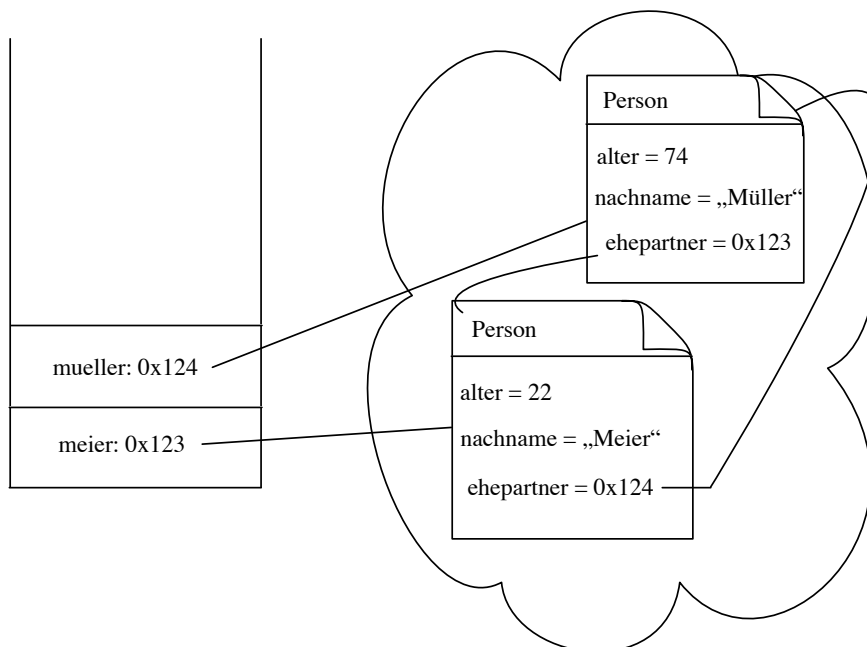 Person
alter = 74
nachname = „Müller“
ehepartner = 0x123
Person
mueller: 0x124
alter = 22
meier: 0x123
nachname = „Meier“
ehepartner = 0x124